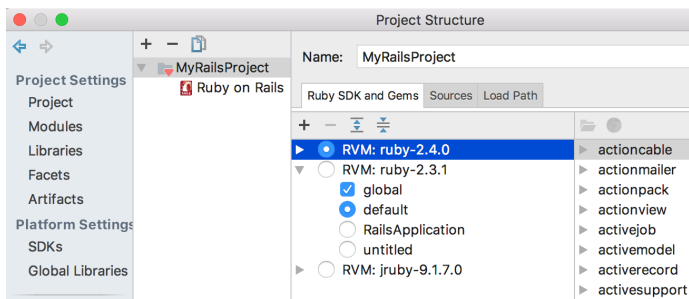 Project Structure
Project Settings
Project
Modules
Libraries
Facets
Artifacts
Platform Settings
SDKs
Global Libraries
MyRailsProject
Ruby on Rails
Name: MyRailsProject
Ruby SDK and Gems Sources Load Path
RVM: ruby-2.4.0
RVM: ruby-2.3.1
global
default
RailsApplication
untitled
RVM: jruby-9.1.7.0
actioncable
actionmailer
actionpack
actionview
activejob
activemodel
activerecord
activesupport